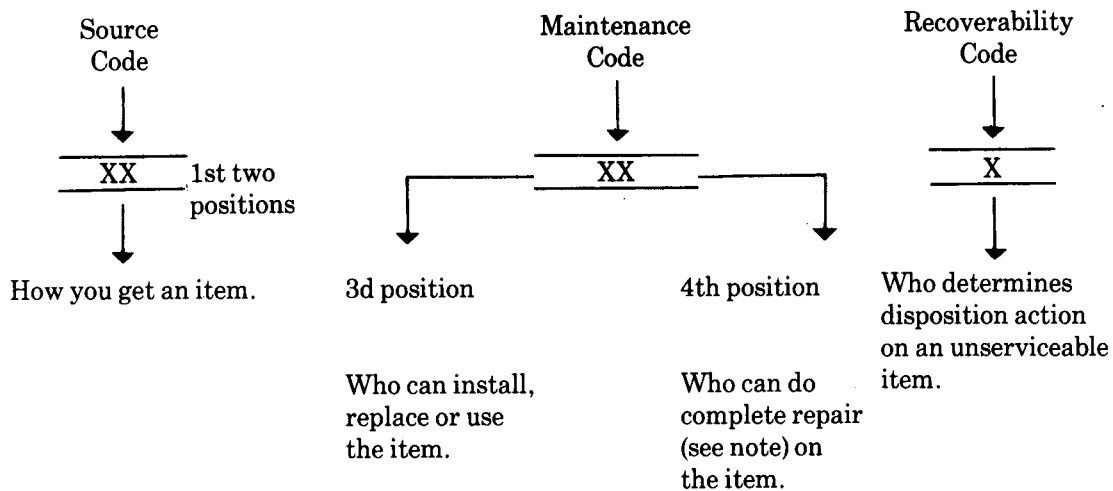 Source
Code
XX
1st two
positions
How you get an item.
Maintenance
Code
XX
3d position
Who can install,
replace or use
the item.
4th position
Who can do
complete repair
(see note) on
the item.
Recoverability
Code
X
Who determines
disposition action
on an unserviceable
item.